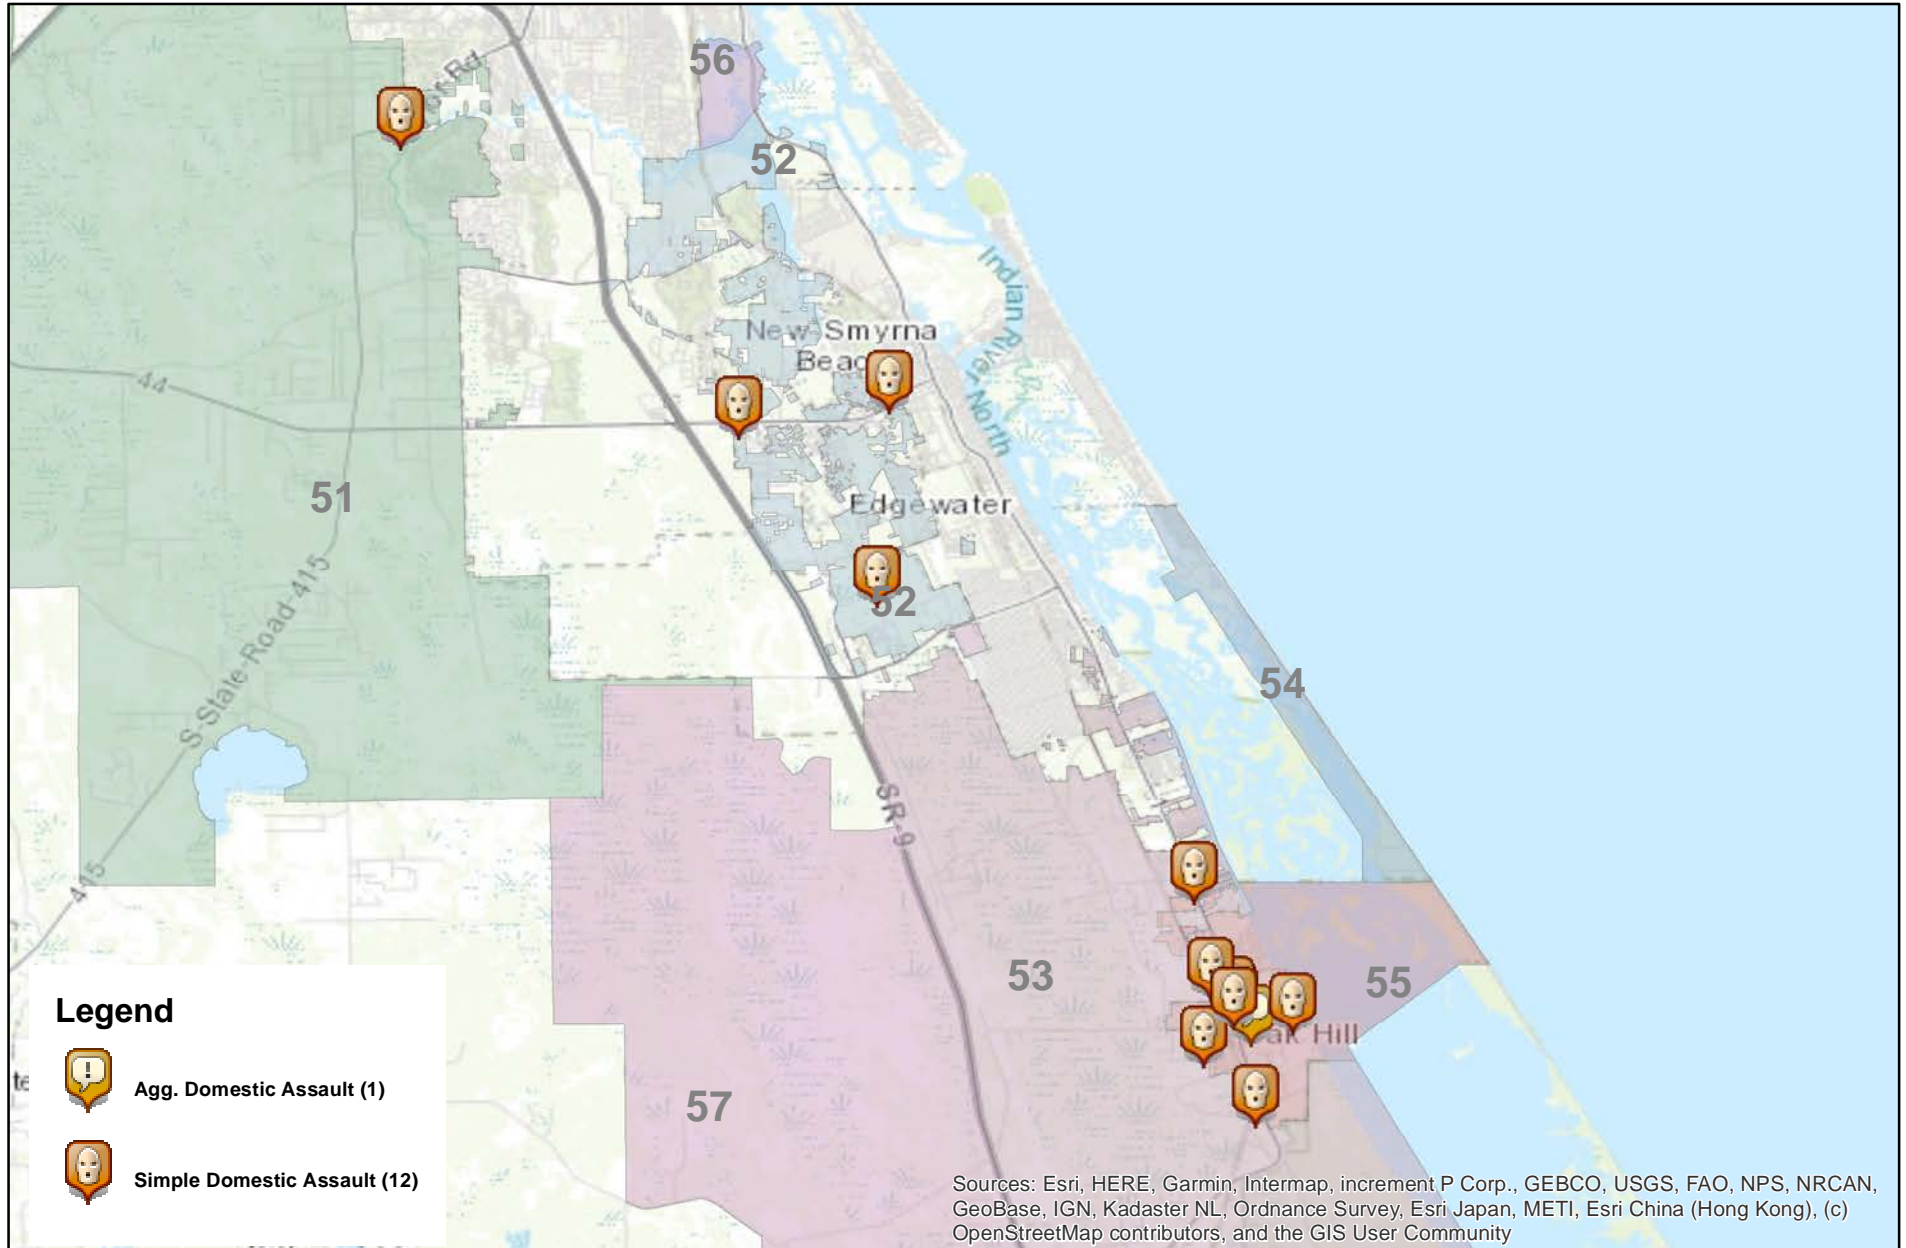 56
52
Indian River North
New Smyrna
Beac
44
51
Edgewater
52
S-State-Road-415
54
SR-9
415
53
55
ak Hill
57
Legend
Agg. Domestic Assault (1)
Simple Domestic Assault (12)
Sources: Esri, HERE, Garmin, Intermap, increment P Corp., GEBCO, USGS, FAO, NPS, NRCAN,
GeoBase, IGN, Kadaster NL, Ordnance Survey, Esri Japan, METI, Esri China (Hong Kong), (c)
OpenStreetMap contributors, and the GIS User Community